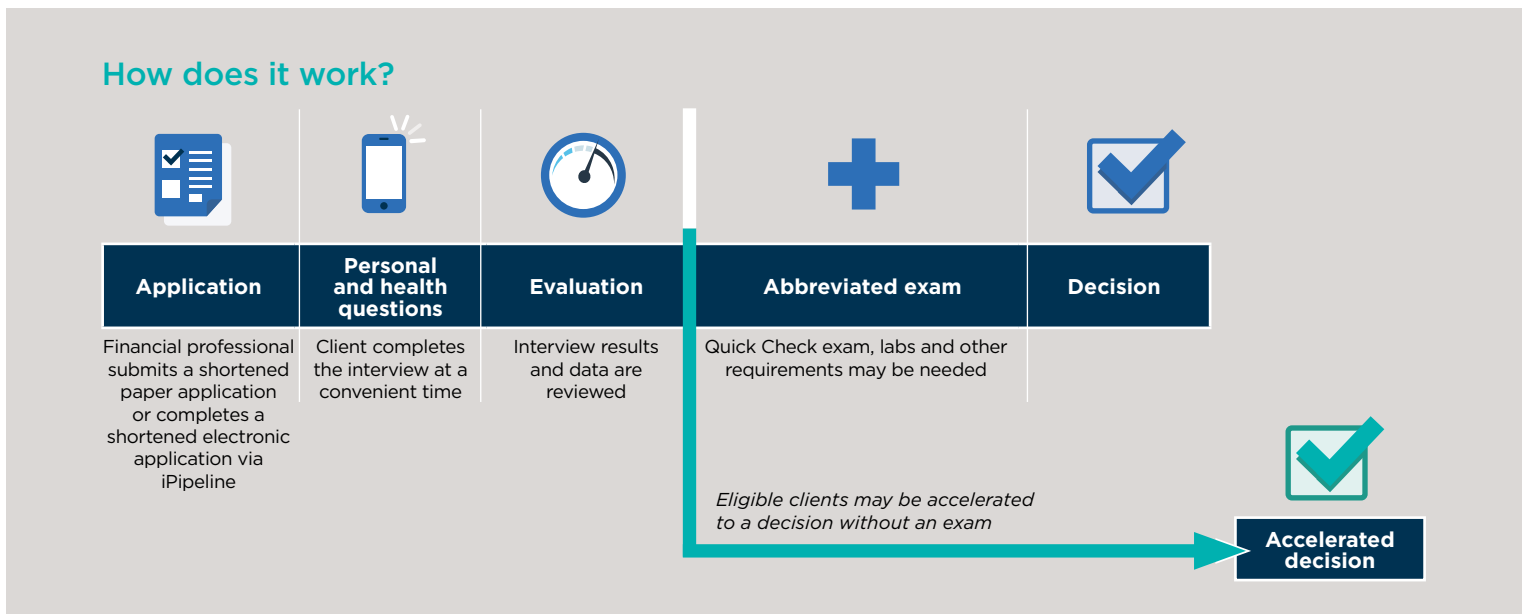 How does it work?
Application
Personal
and health
questions
Evaluation
Abbreviated exam
Decision
Financial professional
submits a shortened
paper application
or completes a
shortened electronic
application via
iPipeline
Client completes
the interview at a
convenient time
Interview results
and data are
reviewed
Quick Check exam, labs and other
requirements may be needed
Eligible clients may be accelerated
to a decision without an exam
Accelerated
decision